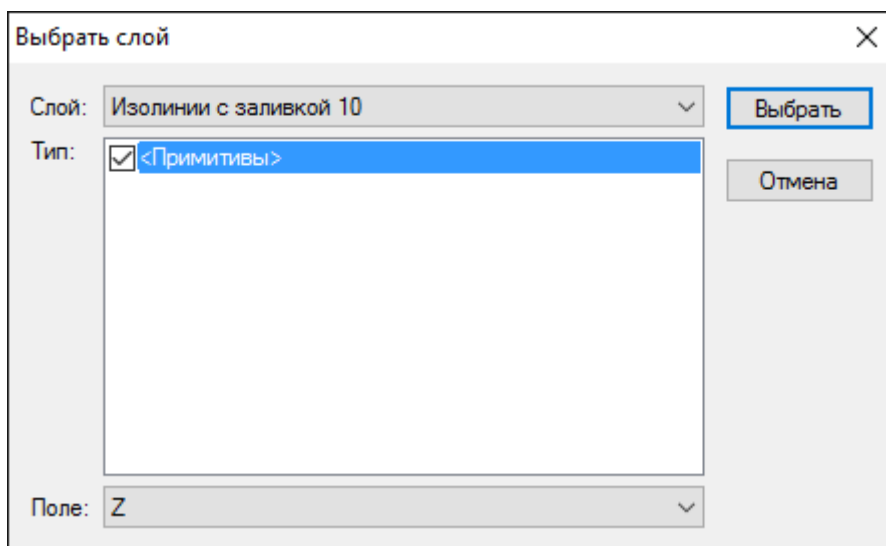 Выбрать слой
Слой: Изолинии с заливкой 10 Выбрать
Тип: <Примитивы>
Отмена
Поле: Z